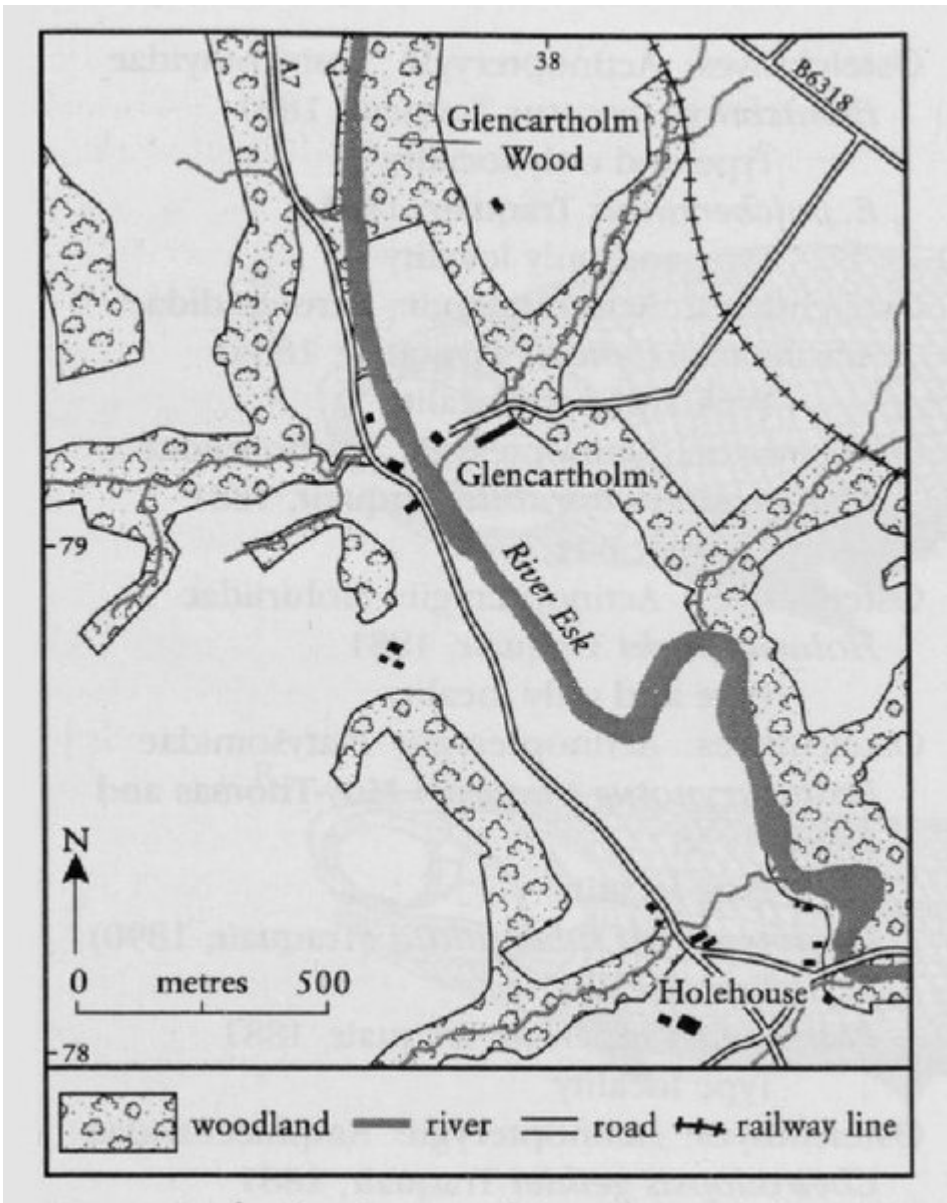 38
A7
B6318
Glencartholm
Wood
Glencartholm
79
River Esk
N
0 metres 500
Holehouse
78
woodland river road railway line